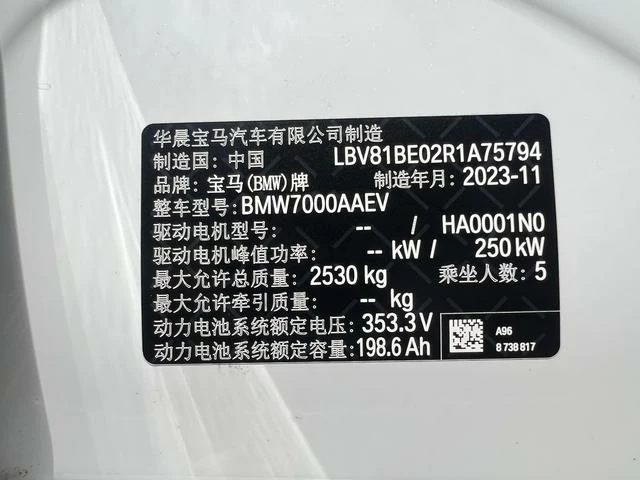 华晨宝马汽车有限公司制造
制造国: 中国 LBV81BE02R1A75794
品牌: 宝马(BMW)牌 制造年月: 2023-11
整车型号: BMW7000AAEV
驱动电机型号: -- / HA0001N0
驱动电机峰值功率: -- kW / 250 kW
最大允许总质量: 2530 kg 乘坐人数: 5
最大允许牵引质量: -- kg
动力电池系统额定电压: 353.3 V
动力电池系统额定容量: 198.6 Ah
A96
8 738 817